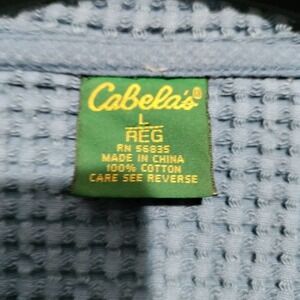 Cabela's®
L
REG
RN 56835
MADE IN CHINA
100% COTTON
CARE SEE REVERSE